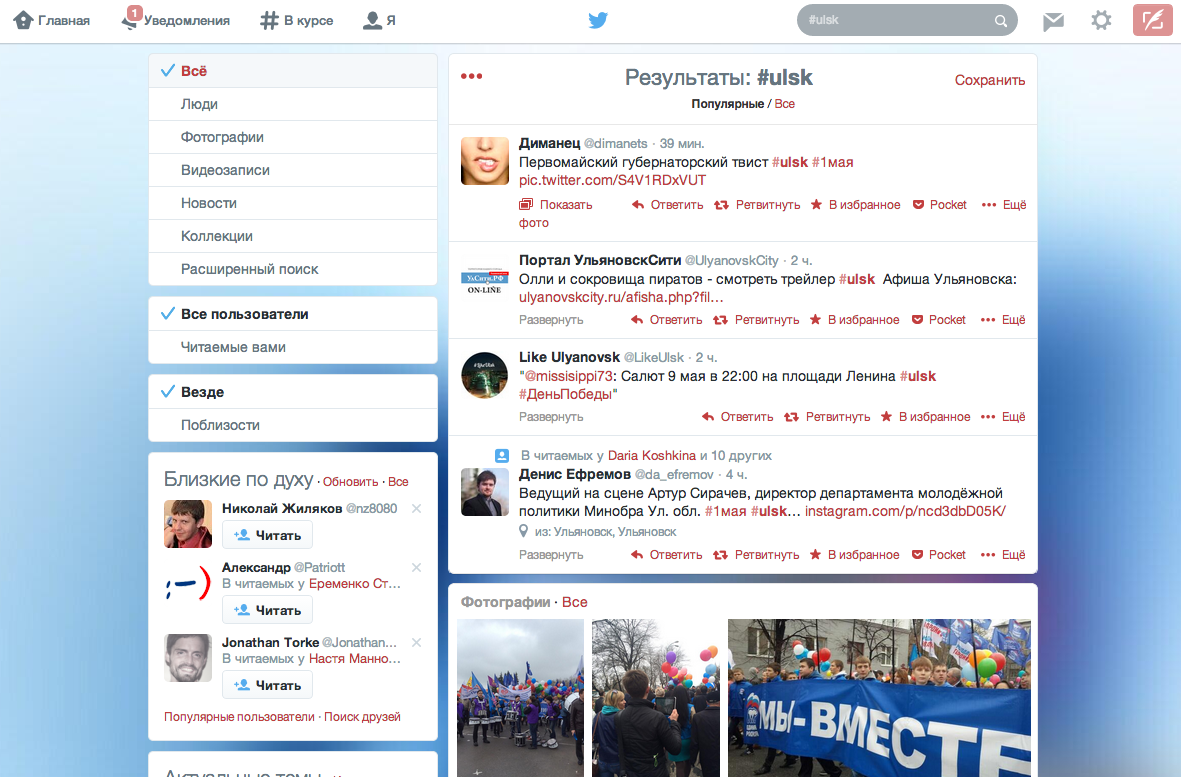 Главная
1
Уведомления
В курсе
Я
#ulsk
Всё
Люди
Фотографии
Видеозаписи
Новости
Коллекции
Расширенный поиск
Все пользователи
Читаемые вами
Везде
Поблизости
Близкие по духу · Обновить · Все
Николай Жиляков @nz8080
Читать
Александр @Patriott
В читаемых у Еременко Ст...
Читать
Jonathan Torke @Jonathan...
В читаемых у Настя Манно...
Читать
Популярные пользователи · Поиск друзей
Актуальные темы
Результаты: #ulsk
Сохранить
Популярные / Все
Диманец @dimanets · 39 мин.
Первомайский губернаторский твист #ulsk #1мая
pic.twitter.com/S4V1RDxVUT
Показать Ответить Ретвитнуть В избранное Pocket Ещё
фото
Портал УльяновскСити @UlyanovskCity · 2 ч.
УлСити.РФ
ON-LINE
Олли и сокровища пиратов - смотреть трейлер #ulsk Афиша Ульяновска:
ulyanovskcity.ru/afisha.php?fil...
Развернуть Ответить Ретвитнуть В избранное Pocket Ещё
Like Ulyanovsk @LikeUlsk · 2 ч.
"@missisippi73: Салют 9 мая в 22:00 на площади Ленина #ulsk
#ДеньПобеды"
Развернуть Ответить Ретвитнуть В избранное Ещё
В читаемых у Daria Koshkina и 10 других
Денис Ефремов @da_efremov · 4 ч.
Ведущий на сцене Артур Сирачев, директор департамента молодёжной
политики Минобра Ул. обл. #1мая #ulsk... instagram.com/p/ncd3dbD05K/
из: Ульяновск, Ульяновск
Развернуть Ответить Ретвитнуть В избранное Pocket Ещё
Фотографии · Все
ЕДИНАЯ
РОССИЯ
МЫ-ВМЕСТЕ